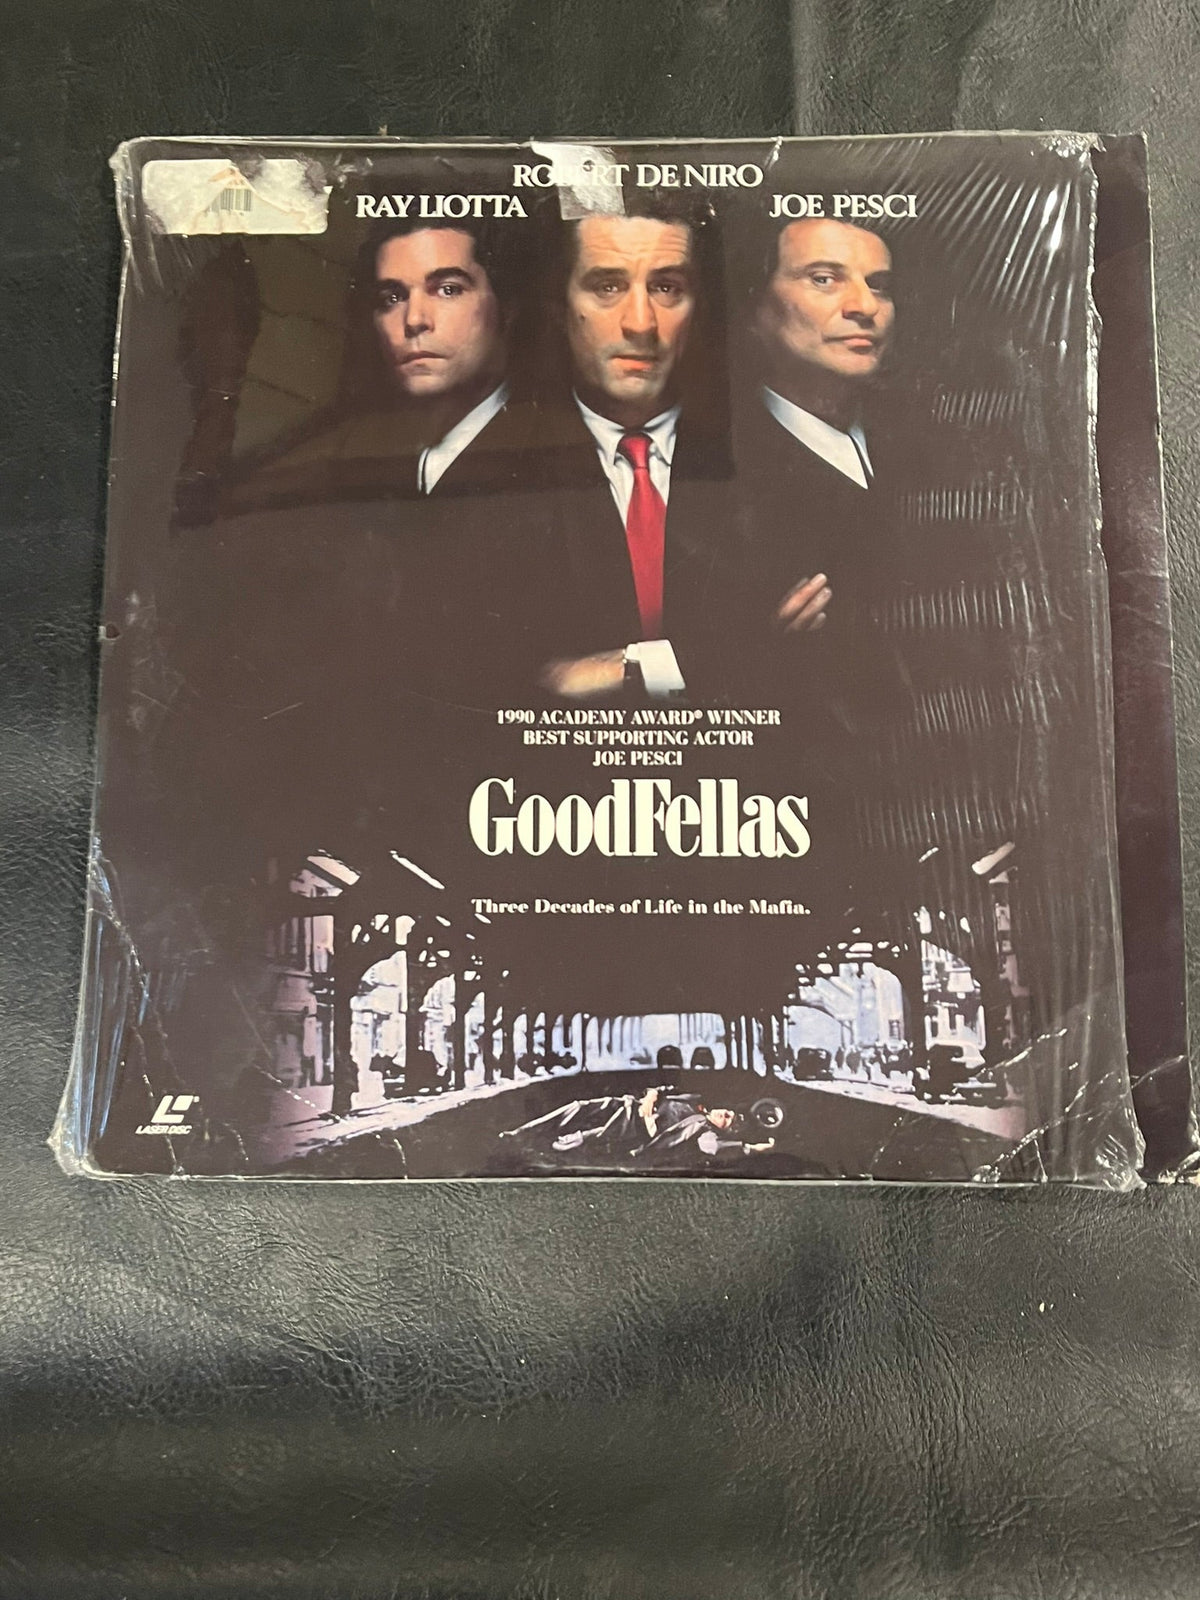 ROBERT DE NIRO
RAY LIOTTA JOE PESCI
1990 ACADEMY AWARD® WINNER
BEST SUPPORTING ACTOR
JOE PESCI
GoodFellas
Three Decades of Life in the Mafia.
LASER DISC